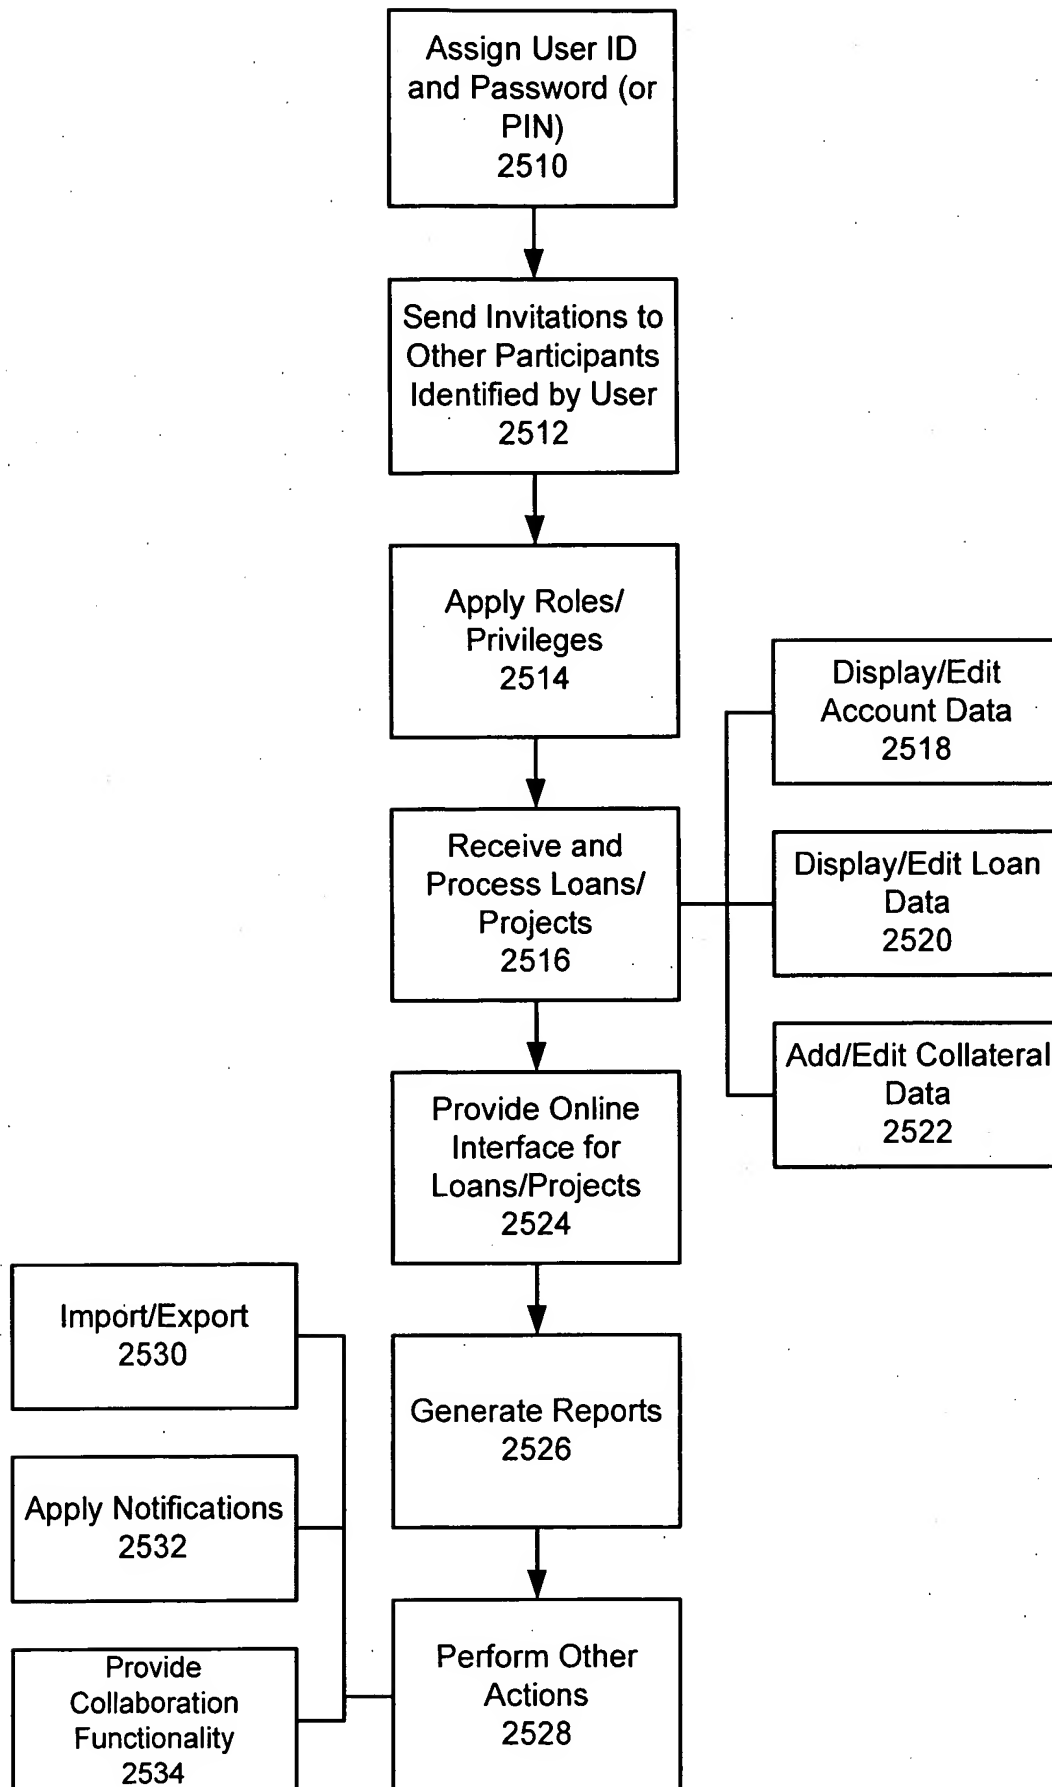 Assign User ID
and Password (or
PIN)
2510
Send Invitations to
Other Participants
Identified by User
2512
Apply Roles/
Privileges
2514
Display/Edit
Account Data
2518
Receive and
Process Loans/
Projects
2516
Display/Edit Loan
Data
2520
Add/Edit Collateral
Data
2522
Provide Online
Interface for
Loans/Projects
2524
Import/Export
2530
Generate Reports
2526
Apply Notifications
2532
Perform Other
Actions
2528
Provide
Collaboration
Functionality
2534